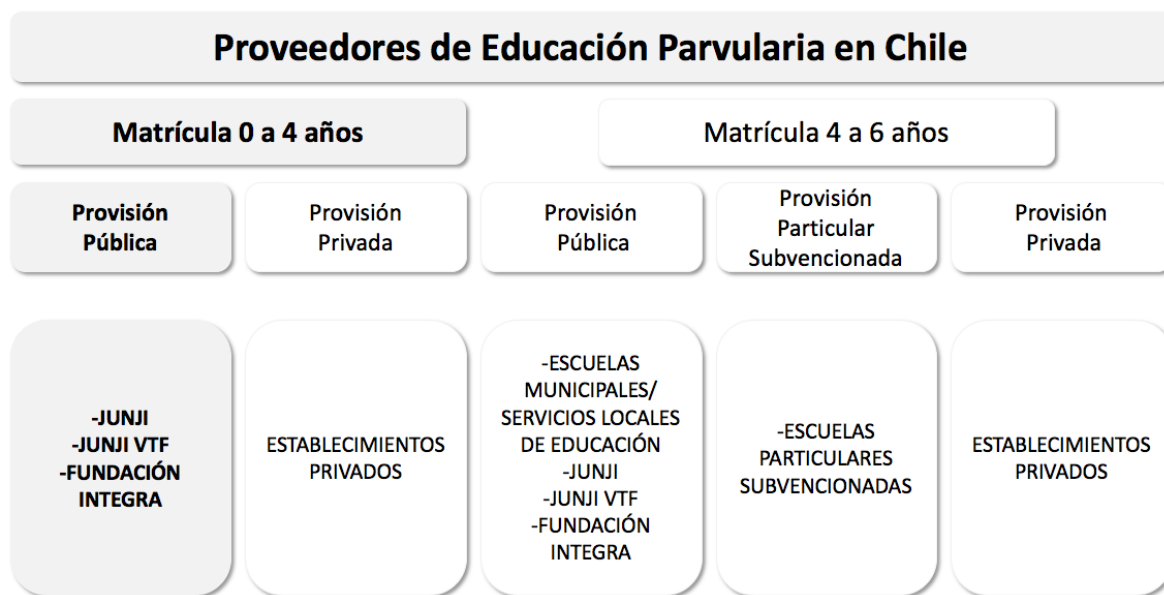 Proveedores de Educación Parvularia en Chile
Matrícula 0 a 4 años
Matrícula 4 a 6 años
Provisión
Pública
Provisión
Privada
Provisión
Pública
Provisión
Particular
Subvencionada
Provisión
Privada
-JUNJI
-JUNJI VTF
-FUNDACIÓN
INTEGRA
ESTABLECIMIENTOS
PRIVADOS
-ESCUELAS
MUNICIPALES/
SERVICIOS LOCALES
DE EDUCACIÓN
-JUNJI
-JUNJI VTF
-FUNDACIÓN
INTEGRA
-ESCUELAS
PARTICULARES
SUBVENCIONADAS
ESTABLECIMIENTOS
PRIVADOS